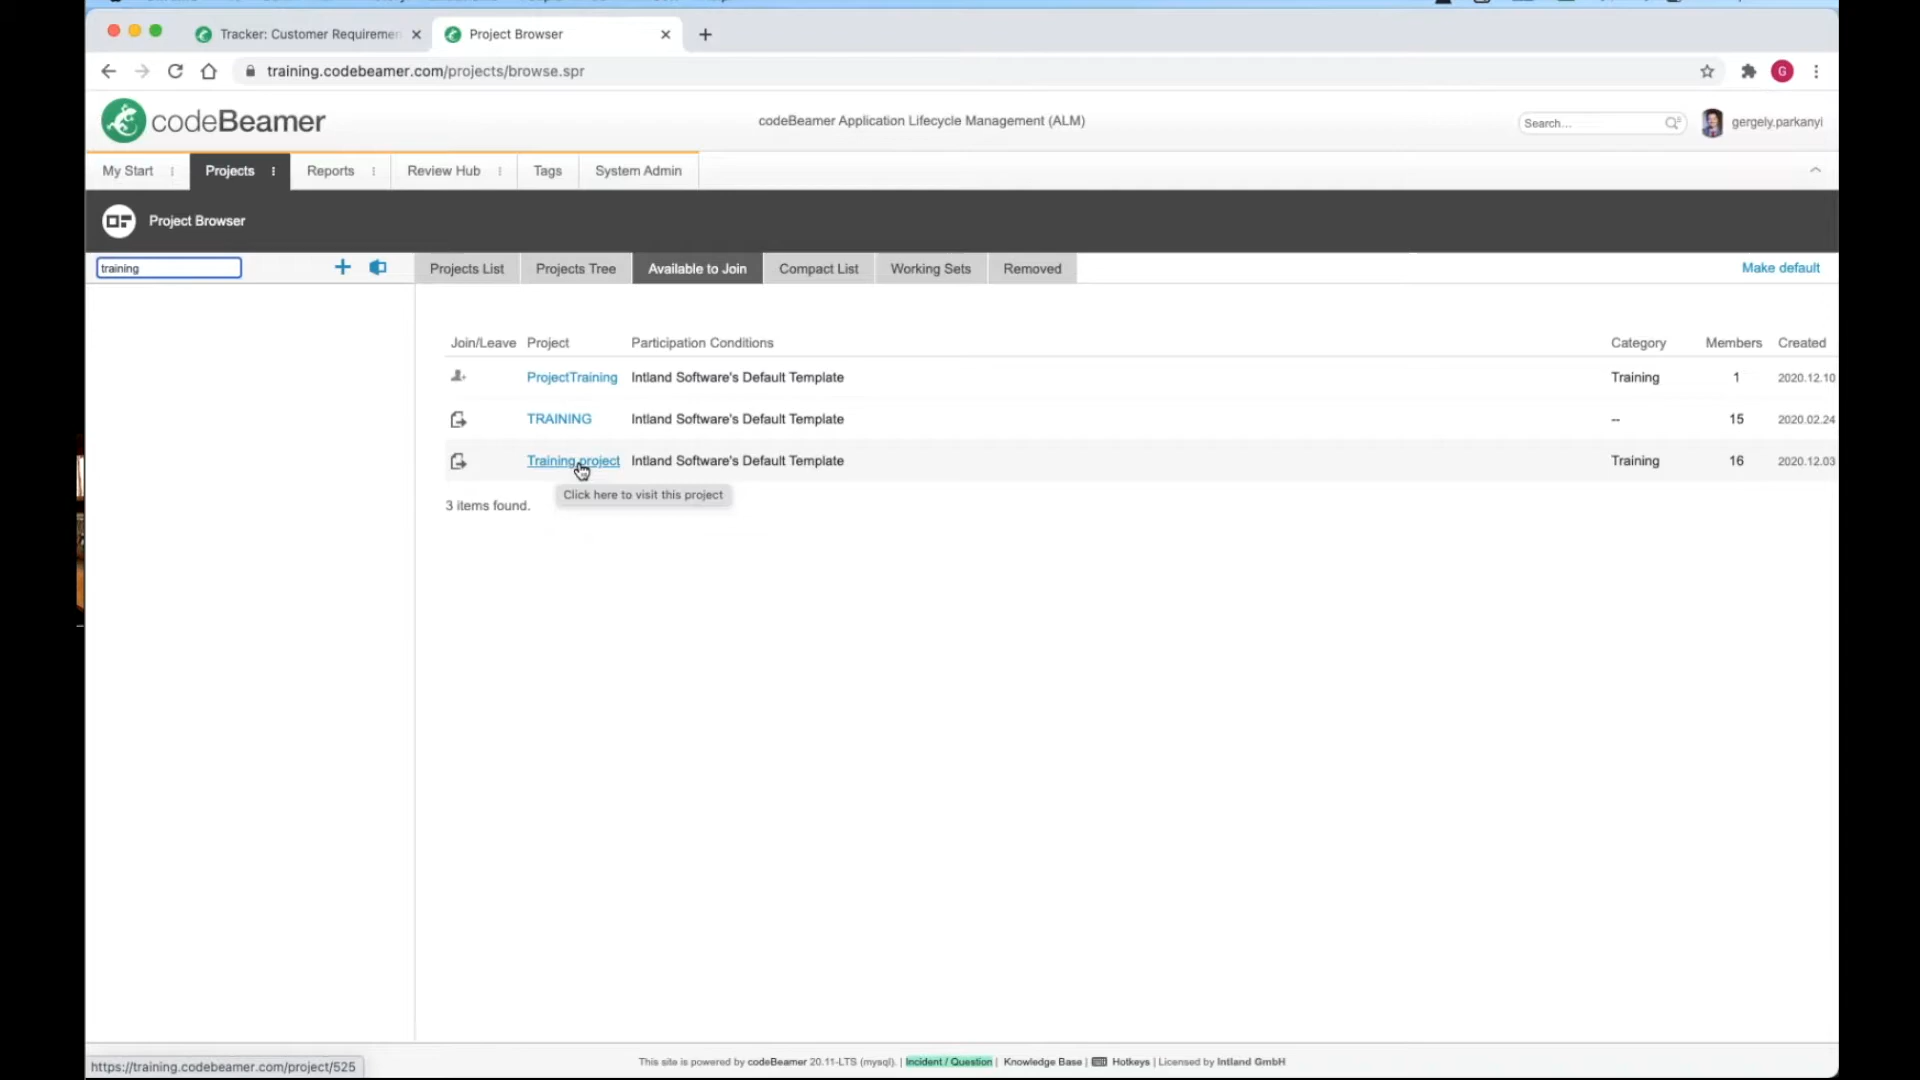 Tracker: Customer Requiremen
Project Browser
training.codebeamer.com/projects/browse.spr
G
codeBeamer
codeBeamer Application Lifecycle Management (ALM)
Search...
gergely.parkanyi
My Start
Projects
Reports
Review Hub
Tags
System Admin
Project Browser
training
Projects List
Projects Tree
Available to Join
Compact List
Working Sets
Removed
Make default
Join/Leave Project Participation Conditions Category Members Created
ProjectTraining Intland Software's Default Template Training 1 2020.12.10
TRAINING Intland Software's Default Template -- 15 2020.02.24
Training project Intland Software's Default Template Training 16 2020.12.03
Click here to visit this project
3 items found.
This site is powered by codeBeamer 20.11-LTS (mysql). | Incident / Question | Knowledge Base | Hotkeys | Licensed by Intland GmbH
https://training.codebeamer.com/project/525